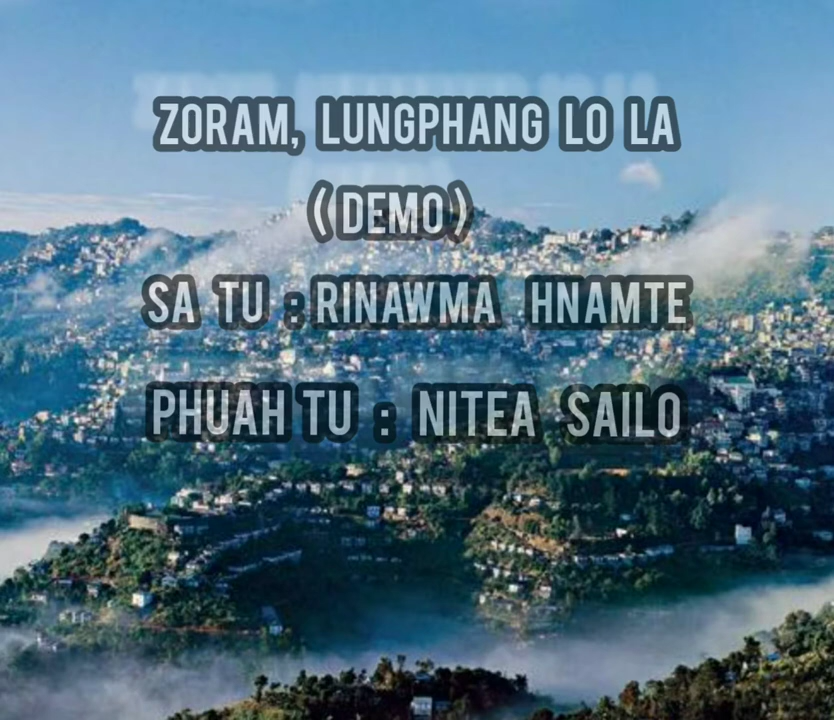 ZORAM, LUNGPHANG LO LA
(DEMO)
SA TU : RINAWMA HNAMTE
PHUAH TU : NITEA SAILO